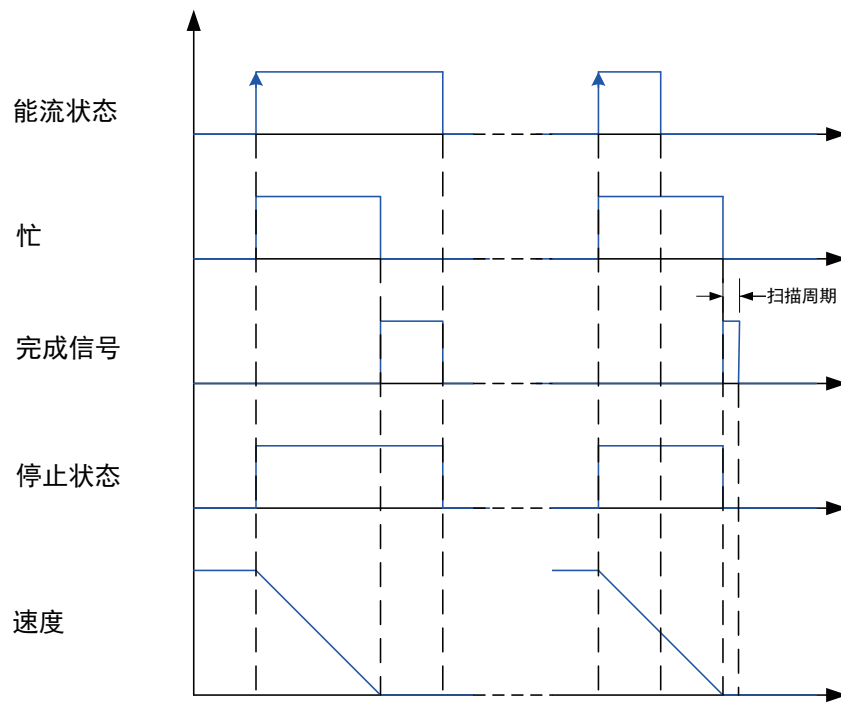 能流状态
忙
扫描周期
完成信号
停止状态
速度